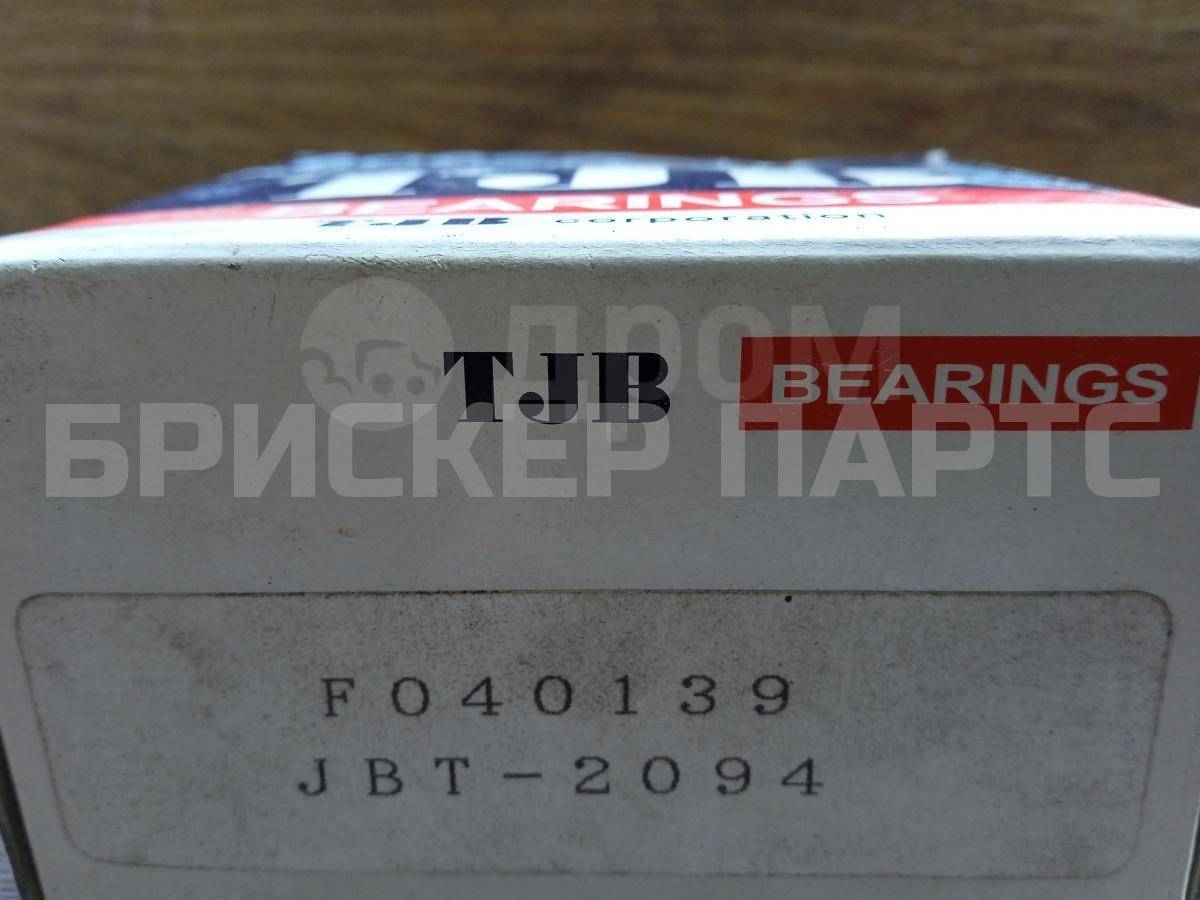 BEARINGS
TJB corporation
ДРОМ
TJB BEARINGS
БРИСКЕР ПАРТС
F040139
JBT-2094